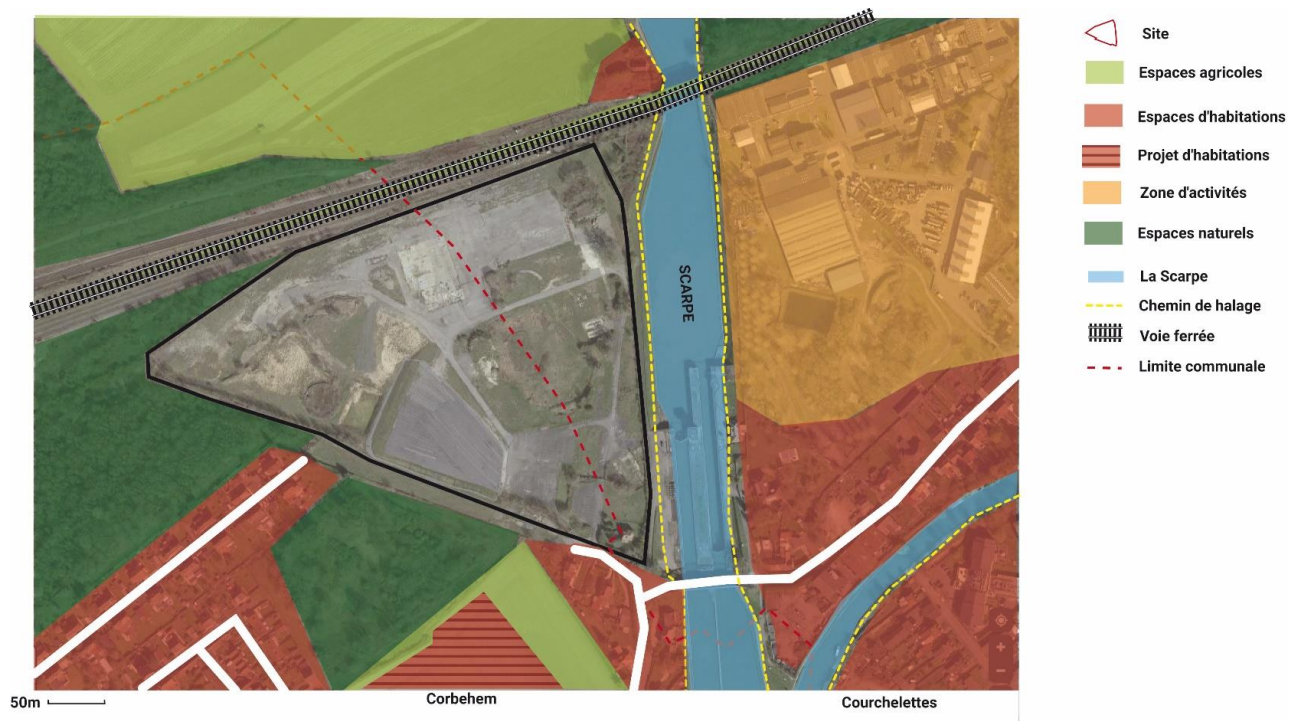 Site
Espaces agricoles
Espaces d'habitations
Projet d'habitations
Zone d'activités
Espaces naturels
La Scarpe
Chemin de halage
Voie ferrée
Limite communale
SCARPE
50m
Corbehem
Courchelettes